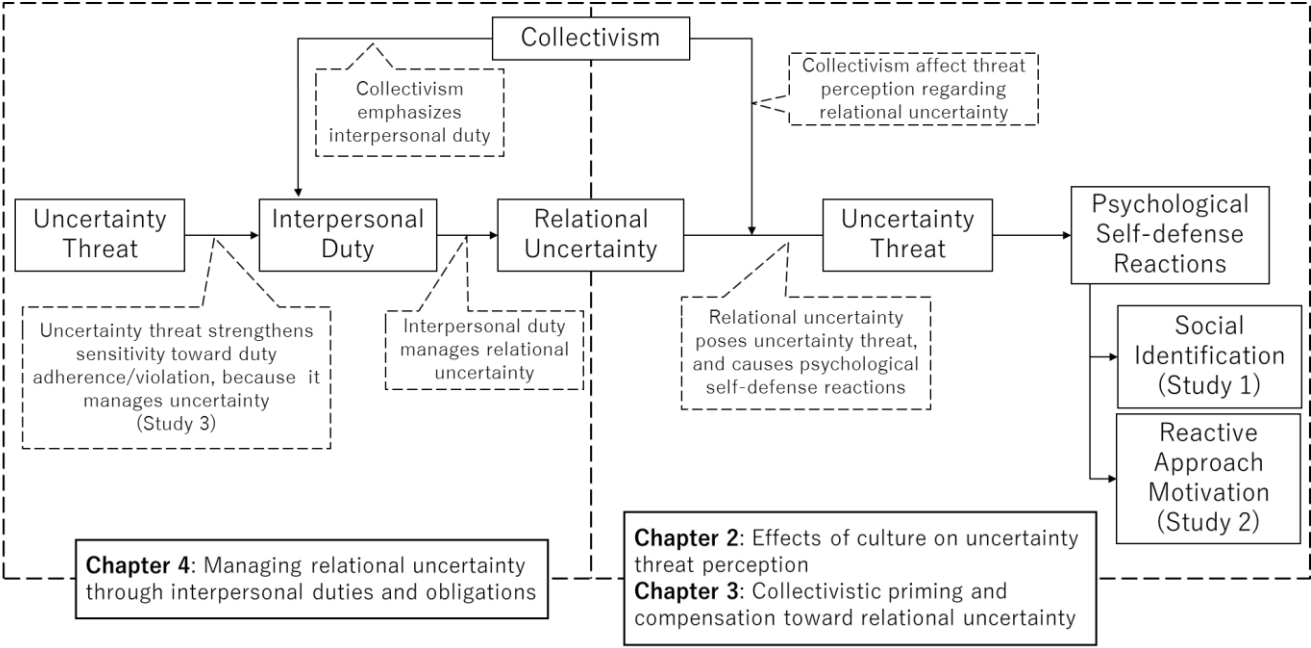 Collectivism
Collectivism
emphasizes
interpersonal duty
Collectivism affect threat
perception regarding
relational uncertainty
Uncertainty
Threat
Interpersonal
Duty
Relational
Uncertainty
Uncertainty
Threat
Psychological
Self-defense
Reactions
Uncertainty threat strengthens
sensitivity toward duty
adherence/violation, because it
manages uncertainty
(Study 3)
Interpersonal duty
manages relational
uncertainty
Relational uncertainty
poses uncertainty threat,
and causes psychological
self-defense reactions
Social
Identification
(Study 1)
Reactive
Approach
Motivation
(Study 2)
Chapter 4: Managing relational uncertainty
through interpersonal duties and obligations
Chapter 2: Effects of culture on uncertainty
threat perception
Chapter 3: Collectivistic priming and
compensation toward relational uncertainty